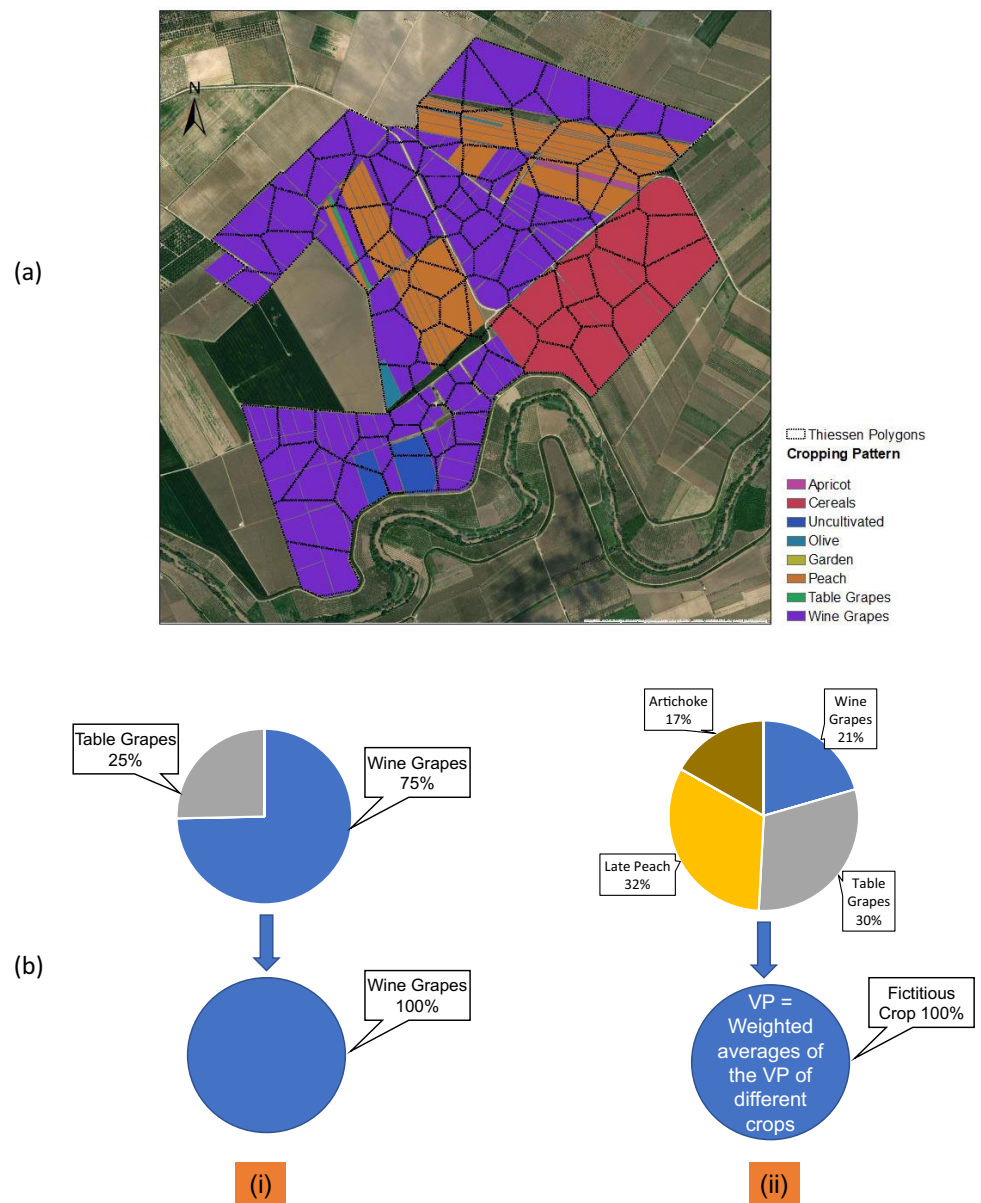 (a)
N
Thiessen Polygons
Cropping Pattern
Apricot
Cereals
Uncultivated
Olive
Garden
Peach
Table Grapes
Wine Grapes
(b)
Table Grapes
25%
Wine Grapes
75%
Wine Grapes
100%
(i)
Artichoke
17%
Wine
Grapes
21%
Late Peach
32%
Table
Grapes
30%
VP =
Weighted
averages of
the VP of
different
crops
Fictitious
Crop 100%
(ii)